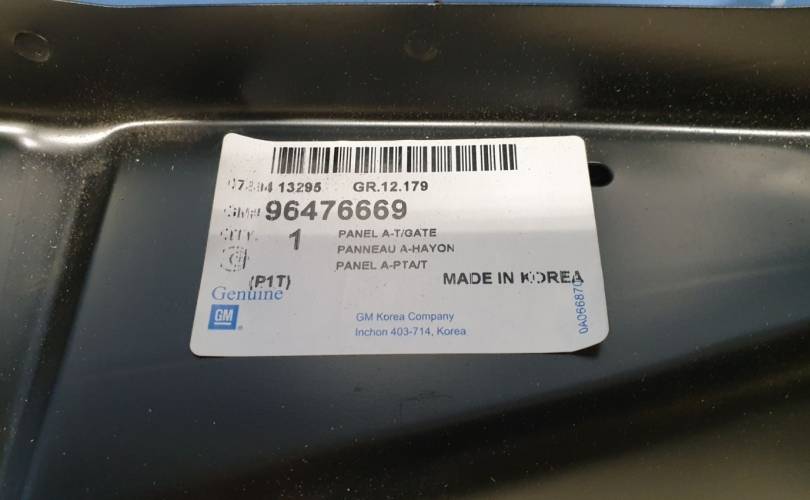 13295 GR.12.179
GM# 96476669
1 PANEL A-T/GATE
PANNEAU A-HAYON
PANEL A-PTA/T
(P1T) MADE IN KOREA
Genuine
GM
GM Korea Company
Inchon 403-714, Korea